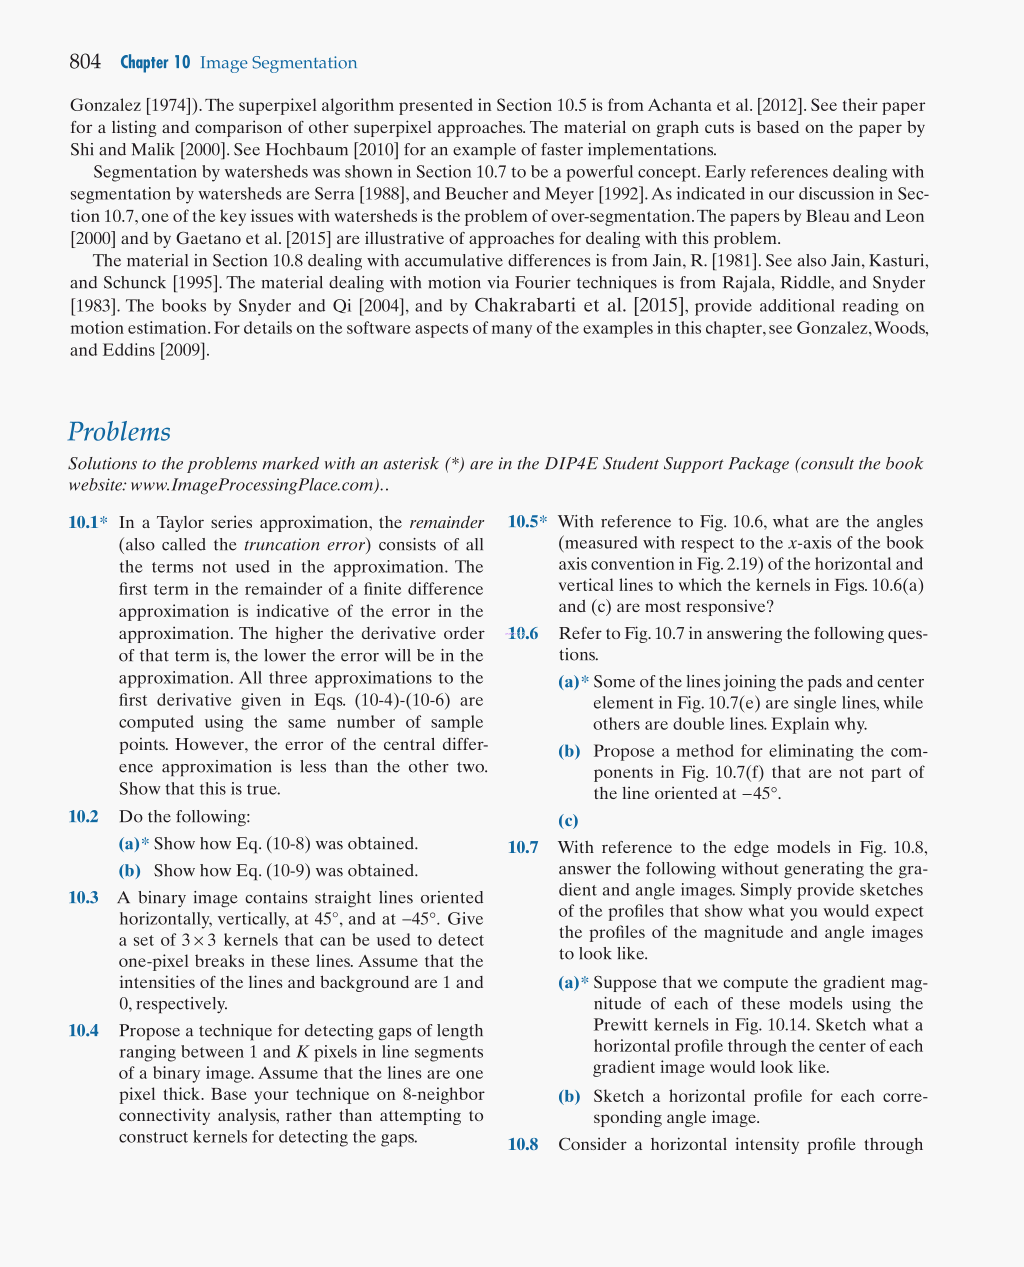 804 Chapter 10 Image Segmentation
Gonzalez [1974]). The superpixel algorithm presented in Section 10.5 is from Achanta et al. [2012]. See their paper
for a listing and comparison of other superpixel approaches. The material on graph cuts is based on the paper by
Shi and Malik [2000]. See Hochbaum [2010] for an example of faster implementations.
Segmentation by watersheds was shown in Section 10.7 to be a powerful concept. Early references dealing with
segmentation by watersheds are Serra [1988], and Beucher and Meyer [1992]. As indicated in our discussion in Sec-
tion 10.7, one of the key issues with watersheds is the problem of over-segmentation. The papers by Bleau and Leon
[2000] and by Gaetano et al. [2015] are illustrative of approaches for dealing with this problem.
The material in Section 10.8 dealing with accumulative differences is from Jain, R. [1981]. See also Jain, Kasturi,
and Schunck [1995]. The material dealing with motion via Fourier techniques is from Rajala, Riddle, and Snyder
[1983]. The books by Snyder and Qi [2004], and by Chakrabarti et al. [2015], provide additional reading on
motion estimation. For details on the software aspects of many of the examples in this chapter, see Gonzalez, Woods,
and Eddins [2009].
Problems
Solutions to the problems marked with an asterisk (*) are in the DIP4E Student Support Package (consult the book
website: www.ImageProcessingPlace.com)..
10.1* In a Taylor series approximation, the remainder
(also called the truncation error) consists of all
the terms not used in the approximation. The
first term in the remainder of a finite difference
approximation is indicative of the error in the
approximation. The higher the derivative order
of that term is, the lower the error will be in the
approximation. All three approximations to the
first derivative given in Eqs. (10-4)-(10-6) are
computed using the same number of sample
points. However, the error of the central differ-
ence approximation is less than the other two.
Show that this is true.
10.2 Do the following:
(a)* Show how Eq. (10-8) was obtained.
(b) Show how Eq. (10-9) was obtained.
10.3 A binary image contains straight lines oriented
horizontally, vertically, at 45°, and at −45°. Give
a set of 3×3 kernels that can be used to detect
one-pixel breaks in these lines. Assume that the
intensities of the lines and background are 1 and
0, respectively.
10.4 Propose a technique for detecting gaps of length
ranging between 1 and K pixels in line segments
of a binary image. Assume that the lines are one
pixel thick. Base your technique on 8-neighbor
connectivity analysis, rather than attempting to
construct kernels for detecting the gaps.
10.5* With reference to Fig. 10.6, what are the angles
(measured with respect to the x-axis of the book
axis convention in Fig. 2.19) of the horizontal and
vertical lines to which the kernels in Figs. 10.6(a)
and (c) are most responsive?
10.6 Refer to Fig. 10.7 in answering the following ques-
tions.
(a)* Some of the lines joining the pads and center
element in Fig. 10.7(e) are single lines, while
others are double lines. Explain why.
(b) Propose a method for eliminating the com-
ponents in Fig. 10.7(f) that are not part of
the line oriented at −45°.
(c)
10.7 With reference to the edge models in Fig. 10.8,
answer the following without generating the gra-
dient and angle images. Simply provide sketches
of the profiles that show what you would expect
the profiles of the magnitude and angle images
to look like.
(a)* Suppose that we compute the gradient mag-
nitude of each of these models using the
Prewitt kernels in Fig. 10.14. Sketch what a
horizontal profile through the center of each
gradient image would look like.
(b) Sketch a horizontal profile for each corre-
sponding angle image.
10.8 Consider a horizontal intensity profile through